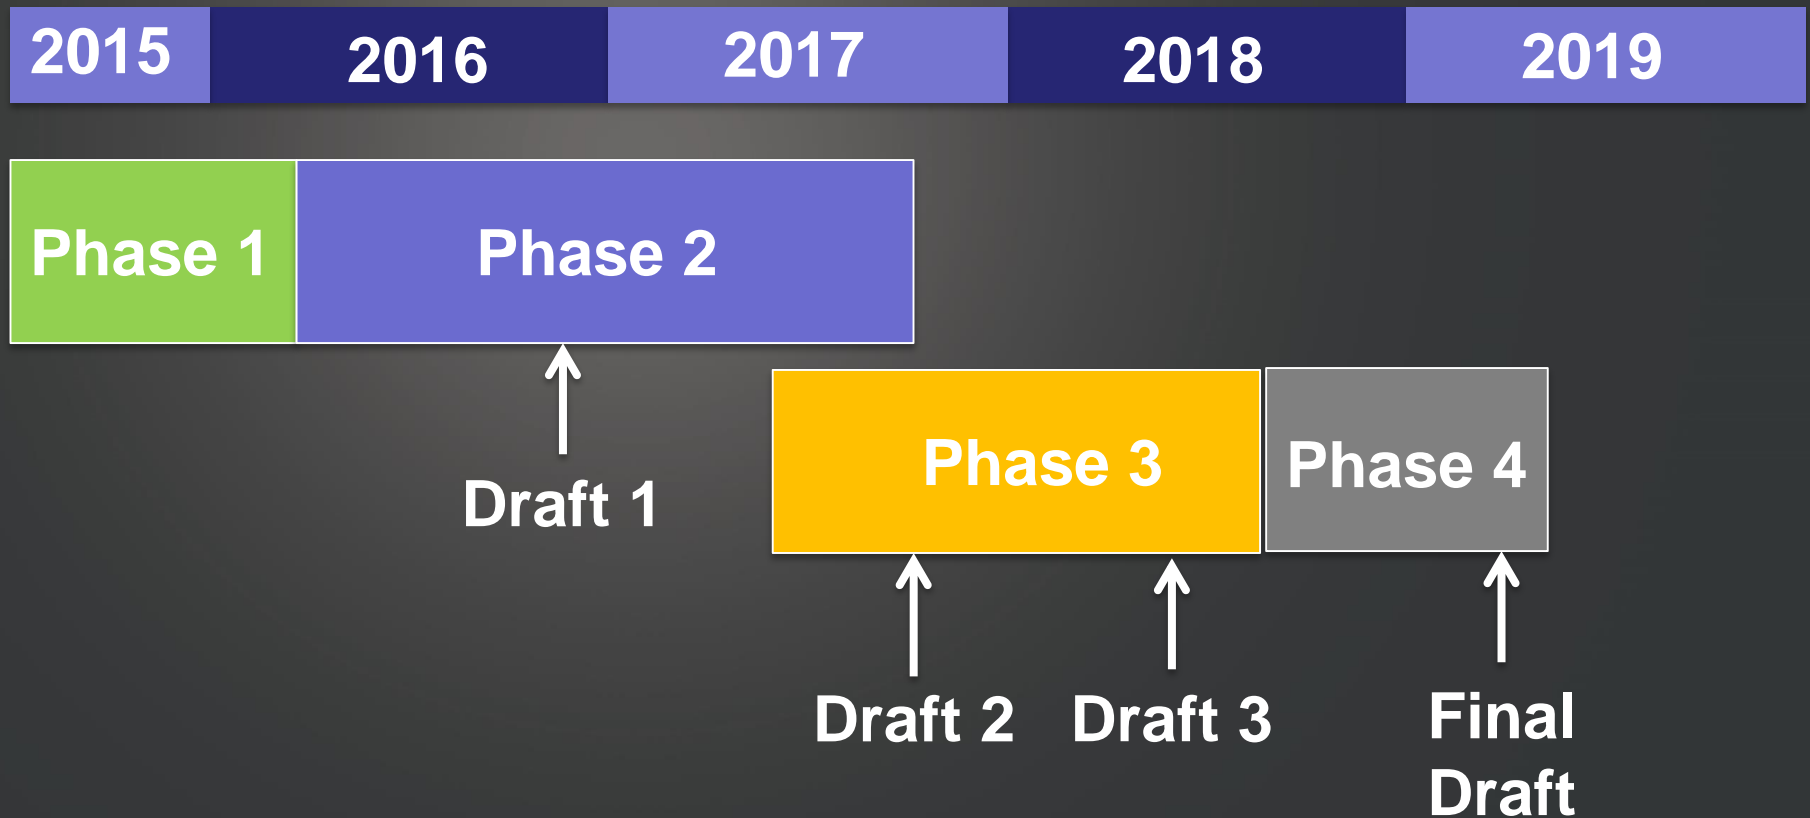 2015 2016 2017 2018 2019
Phase 1 Phase 2
Phase 3 Phase 4
Draft 1
Draft 2 Draft 3 Final
Draft